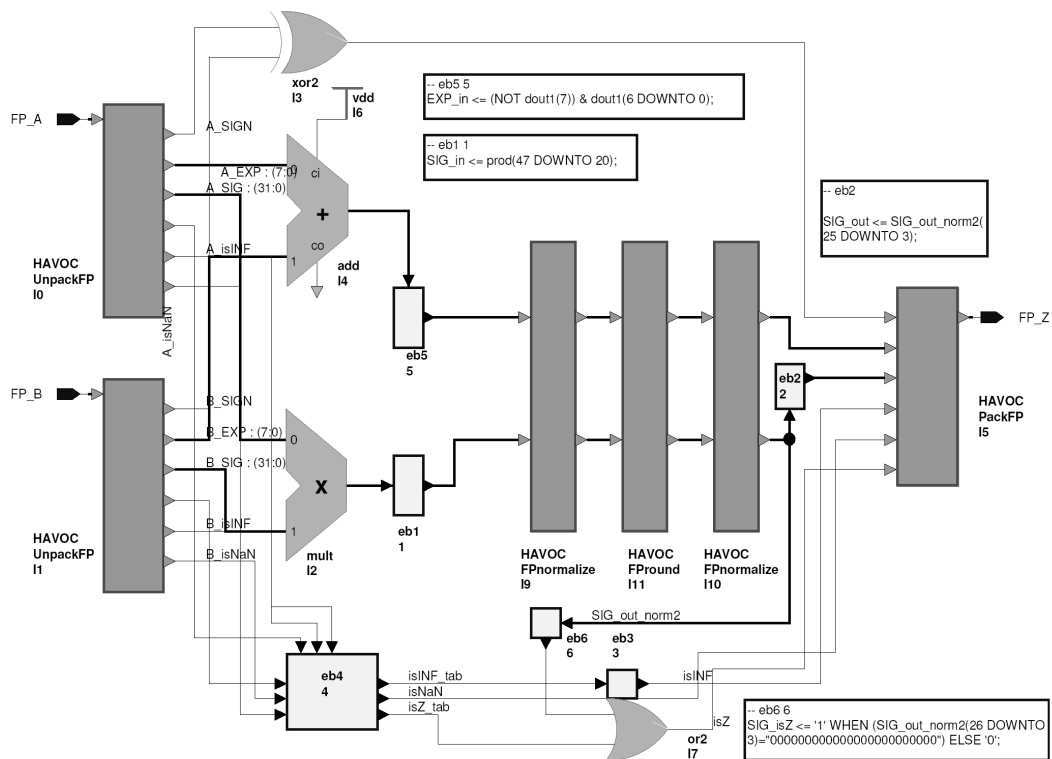 xor2
I3
vdd
I6
-- eb5 5
EXP_in <= (NOT dout1(7)) & dout1(6 DOWNTO 0);
-- eb1 1
SIG_in <= prod(47 DOWNTO 20);
-- eb2
SIG_out <= SIG_out_norm2(
25 DOWNTO 3);
FP_A
A_SIGN
A_EXP : (7:0)
A_SIG : (31:0)
A_isINF
A_isNaN
HAVOC
UnpackFP
I0
0
ci
+
co
1
add
I4
eb5
5
FP_B
B_SIGN
B_EXP : (7:0)
B_SIG : (31:0)
B_isINF
B_isNaN
HAVOC
UnpackFP
I1
0
X
1
mult
I2
eb1
1
HAVOC
FPnormalize
I9
HAVOC
FPround
I11
HAVOC
FPnormalize
I10
eb2
2
FP_Z
HAVOC
PackFP
I5
SIG_out_norm2
eb6
6
eb3
3
eb4
4
isINF_tab
isNaN
isZ_tab
isINF
isZ
or2
I7
-- eb6 6
SIG_isZ <= '1' WHEN (SIG_out_norm2(26 DOWNTO
3)="000000000000000000000000") ELSE '0';